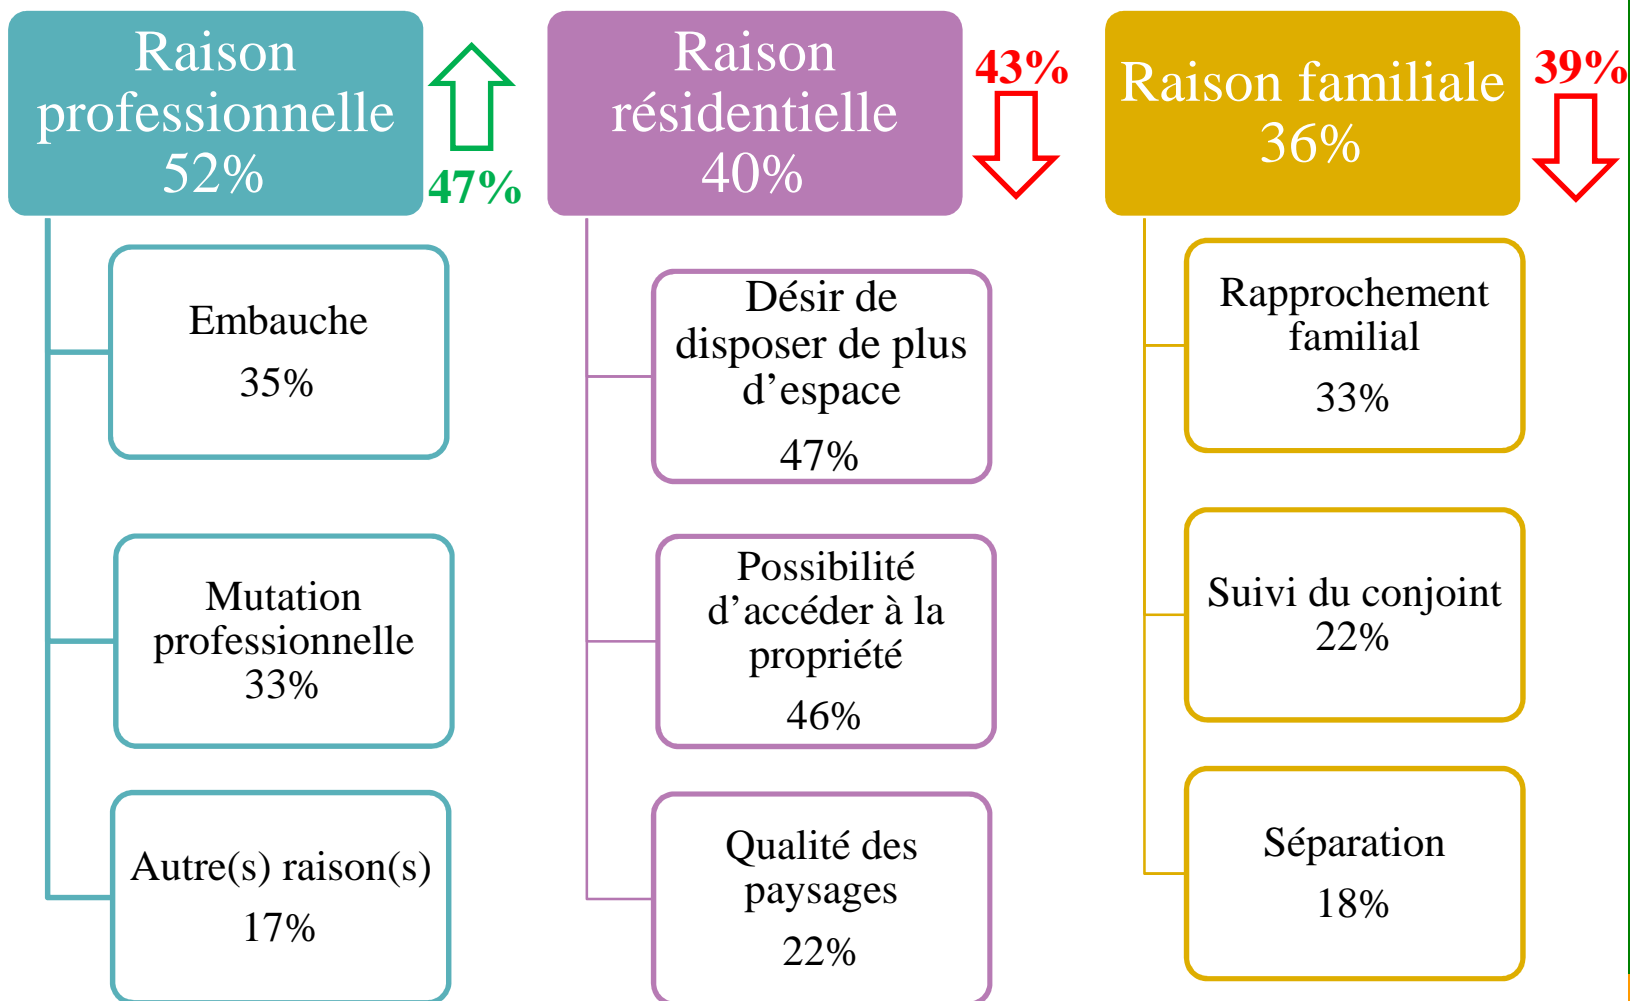 Raison
professionnelle
52%
47%
Embauche
35%
Mutation
professionnelle
33%
Autre(s) raison(s)
17%
Raison
résidentielle
40%
43%
Désir de
disposer de plus
d’espace
47%
Possibilité
d’accéder à la
propriété
46%
Qualité des
paysages
22%
Raison familiale
36%
39%
Rapprochement
familial
33%
Suivi du conjoint
22%
Séparation
18%